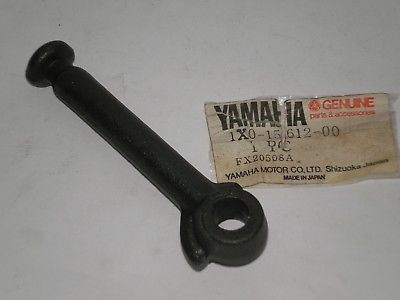 YAMAHA GENUINE
parts & accessories
1X0-15612-00
1 PC
FX20508A
YAMAHA MOTOR CO., LTD. Shizuoka Japan
MADE IN JAPAN